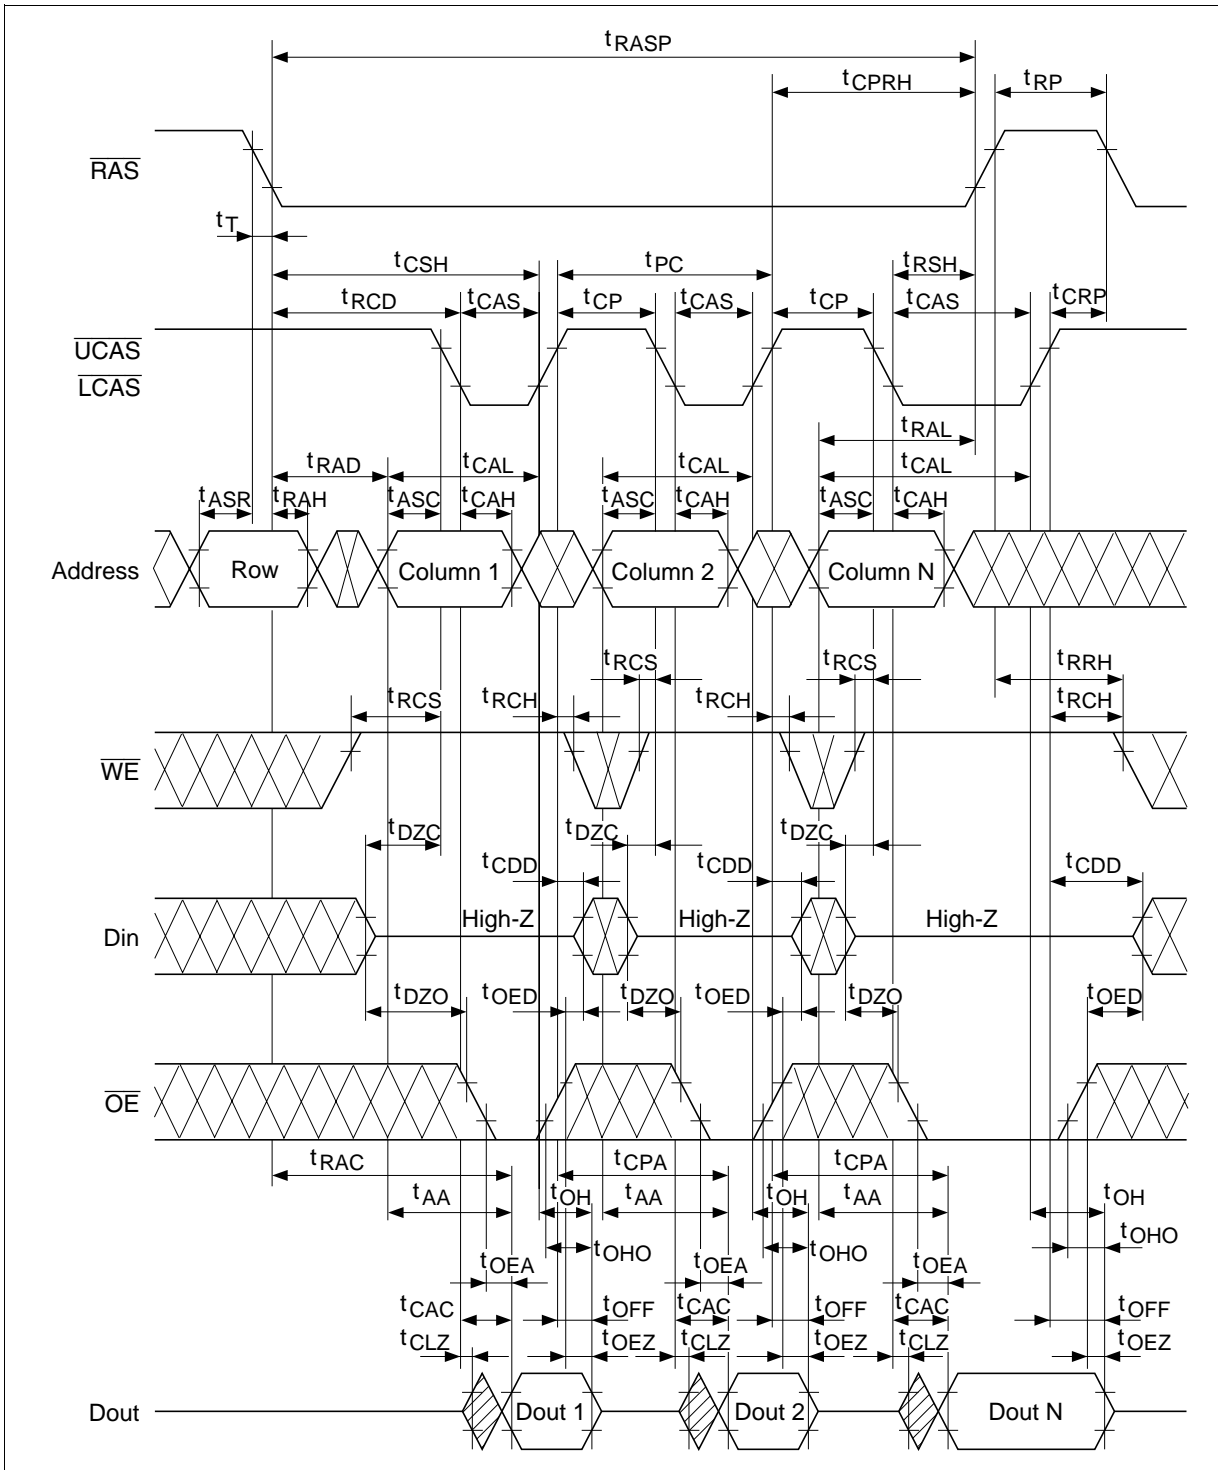 tRASP
tCPRH tRP
RAS
tT
tCSH tPC tRSH
tRCD tCAS tCP tCAS tCP tCAS tCRP
UCAS
LCAS
tRAL
tRAD tCAL tCAL tCAL
tASR tRAH tASC tCAH tASC tCAH tASC tCAH
Address Row Column 1 Column 2 Column N
tRCS tRCS tRRH
tRCS tRCH tRCH tRCH
WE
tDZC tDZC tDZC
tCDD tCDD tCDD
Din High-Z High-Z High-Z
tDZO tOED tDZO tOED tDZO tOED
OE
tRAC tCPA tCPA
tAA tOH tAA tOH tAA tOH
tOHO tOHO tOHO
tOEA tOEA tOEA
tCAC tOFF tCAC tOFF tCAC tOFF
tCLZ tOEZ tCLZ tOEZ tCLZ tOEZ
Dout Dout 1 Dout 2 Dout N